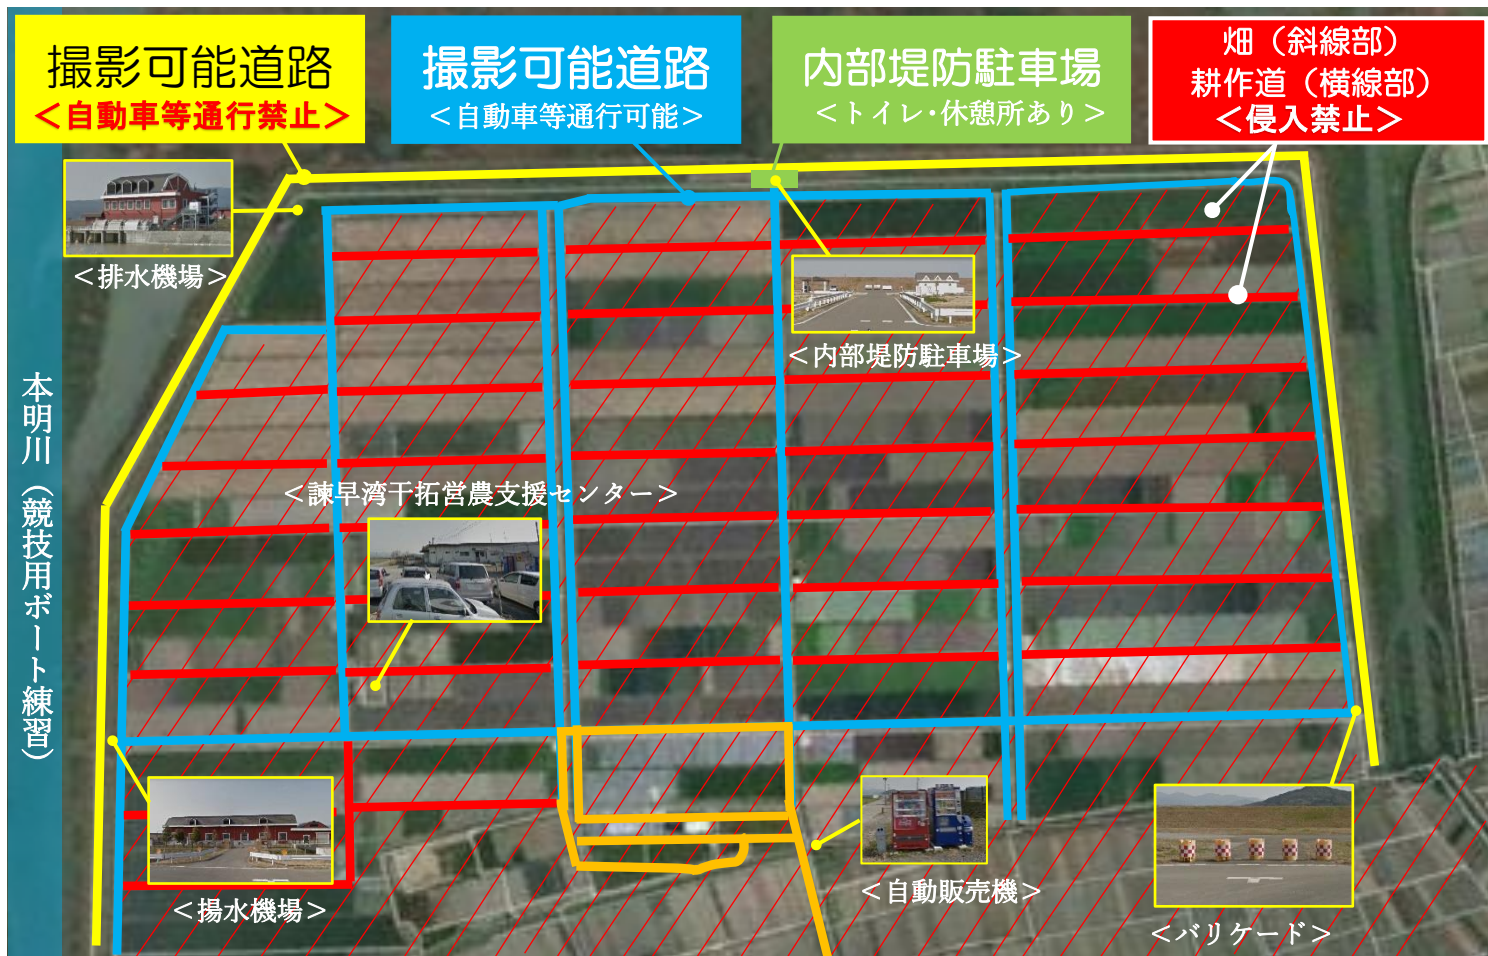 撮影可能道路
＜自動車等通行禁止＞
撮影可能道路
＜自動車等通行可能＞
内部堤防駐車場
＜トイレ・休憩所あり＞
畑（斜線部）
耕作道（横線部）
＜侵入禁止＞
＜排水機場＞
＜内部堤防駐車場＞
本明川（競技用ボート練習）
＜諫早湾干拓営農支援センター＞
＜揚水機場＞
＜自動販売機＞
＜バリケード＞